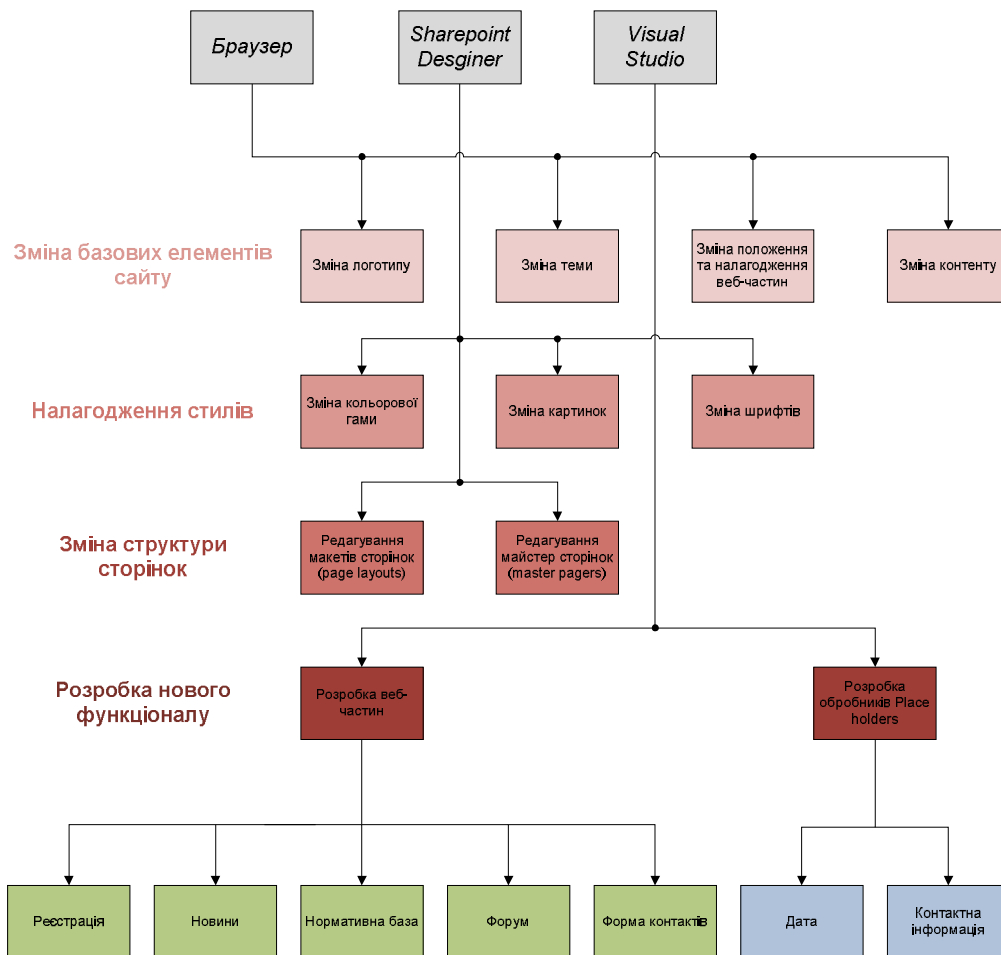 Браузер
Sharepoint
Desginer
Visual
Studio
Зміна базових елементів
сайту
Зміна логотипу
Зміна теми
Зміна положення
та налагодження
веб-частин
Зміна контенту
Налагодження стилів
Зміна кольорової
гами
Зміна картинок
Зміна шрифтів
Зміна структури
сторінок
Редагування
макетів сторінок
(page layouts)
Редагування
майстер сторінок
(master pagers)
Розробка нового
функціоналу
Розробка веб-
частин
Розробка
обробників Place
holders
Реєстрація
Новини
Нормативна база
Форум
Форма контактів
Дата
Контактна
інформація